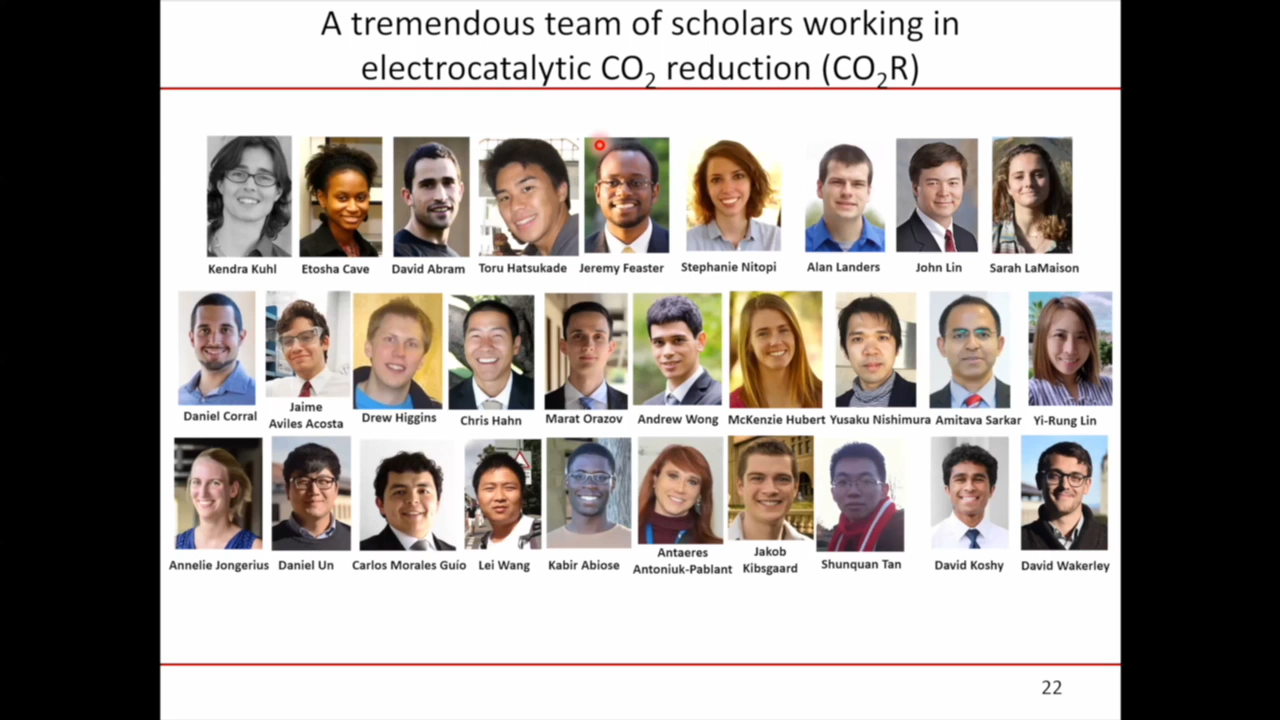 A tremendous team of scholars working in
electrocatalytic CO₂ reduction (CO₂R)
Kendra Kuhl Etosha Cave David Abram Toru Hatsukade Jeremy Feaster Stephanie Nitopi Alan Landers John Lin Sarah LaMaison
Daniel Corral Jaime Aviles Acosta Drew Higgins Chris Hahn Marat Orazov Andrew Wong McKenzie Hubert Yusaku Nishimura Amitava Sarkar Yi-Rung Lin
Annelie Jongerius Daniel Un Carlos Morales Guio Lei Wang Kabir Abiose Antaeres Antoniuk-Pablant Jakob Kibsgaard Shunquan Tan David Koshy David Wakerley
22